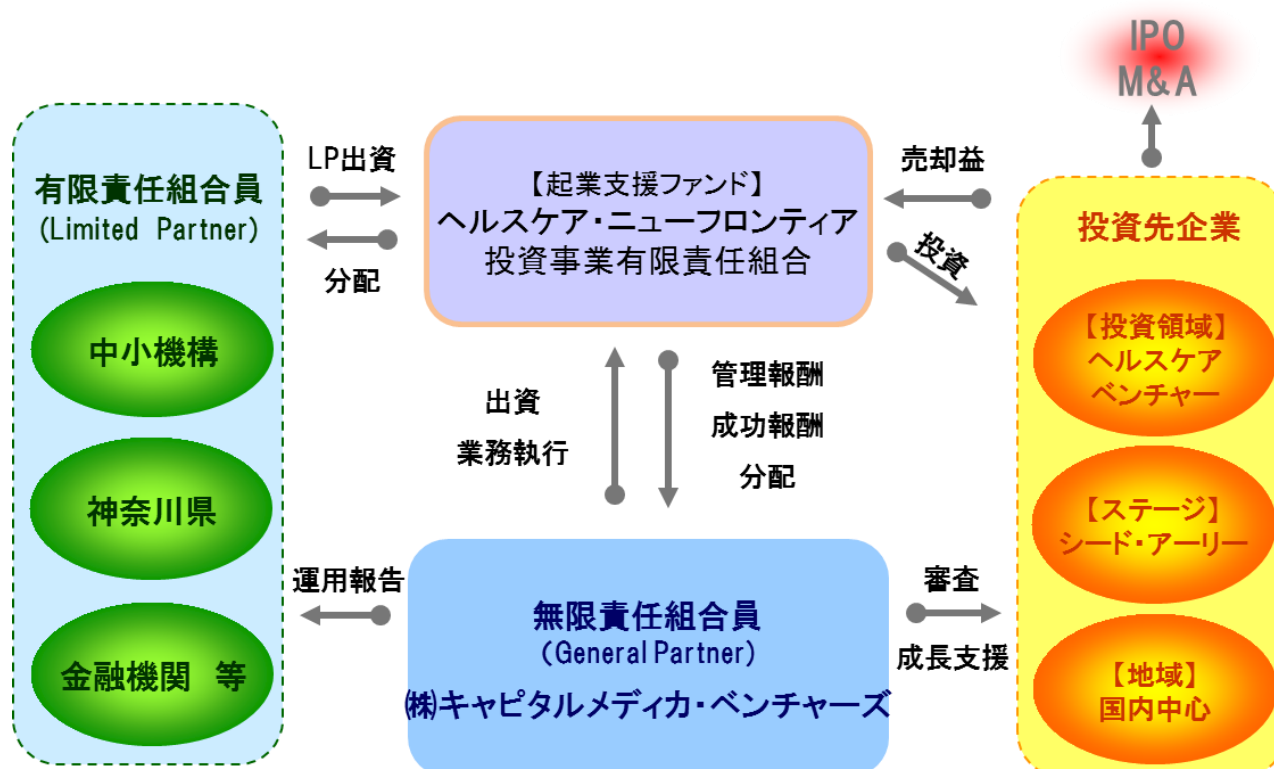 IPO
M&A
有限責任組合員
(Limited Partner)
中小機構
神奈川県
金融機関 等
LP出資
分配
【起業支援ファンド】
ヘルスケア・ニューフロンティア
投資事業有限責任組合
売却益
投資
出資
業務執行
管理報酬
成功報酬
分配
運用報告
無限責任組合員
(General Partner)
㈱キャピタルメディカ・ベンチャーズ
審査
成長支援
投資先企業
【投資領域】
ヘルスケア
ベンチャー
【ステージ】
シード・アーリー
【地域】
国内中心